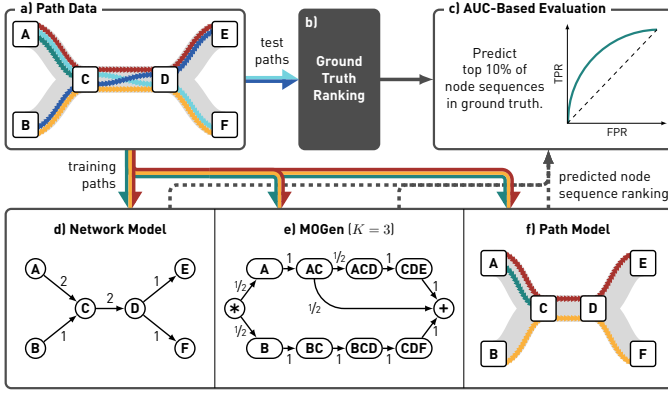 a) Path Data
A
E
C
D
B
F
test
paths
b)
Ground
Truth
Ranking
c) AUC-Based Evaluation
Predict
top 10% of
node sequences
in ground truth.
TPR
FPR
training
paths
predicted node
sequence ranking
d) Network Model
A
E
2
1
C
2
D
1
1
B
F
e) MOGen [K = 3]
A
1
AC
1/2
ACD
1
CDE
1/2
1
*
1/2
+
1/2
1
B
1
BC
1
BCD
1
CDF
f) Path Model
A
E
C
D
B
F